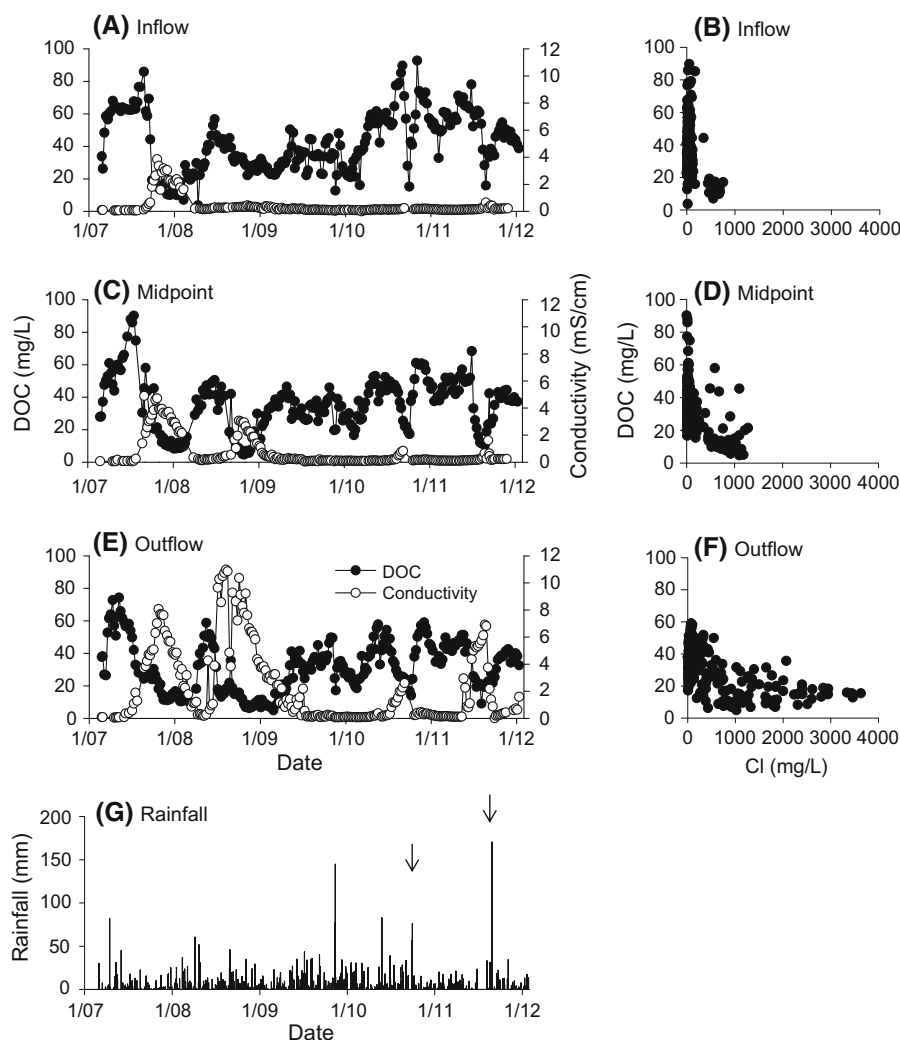 (A) Inflow
100
80
60
40
20
0
12
10
8
6
4
2
0
1/07 1/08 1/09 1/10 1/11 1/12
(B) Inflow
100
80
60
40
20
0
0 1000 2000 3000 4000
(C) Midpoint
DOC (mg/L)
100
80
60
40
20
0
12
10
8
6
4
2
0
Conductivity (mS/cm)
1/07 1/08 1/09 1/10 1/11 1/12
(D) Midpoint
DOC (mg/L)
100
80
60
40
20
0
0 1000 2000 3000 4000
(E) Outflow
DOC
Conductivity
100
80
60
40
20
0
12
10
8
6
4
2
0
1/07 1/08 1/09 1/10 1/11 1/12
Date
(F) Outflow
100
80
60
40
20
0
0 1000 2000 3000 4000
Cl (mg/L)
(G) Rainfall
Rainfall (mm)
200
150
100
50
0
1/07 1/08 1/09 1/10 1/11 1/12
Date